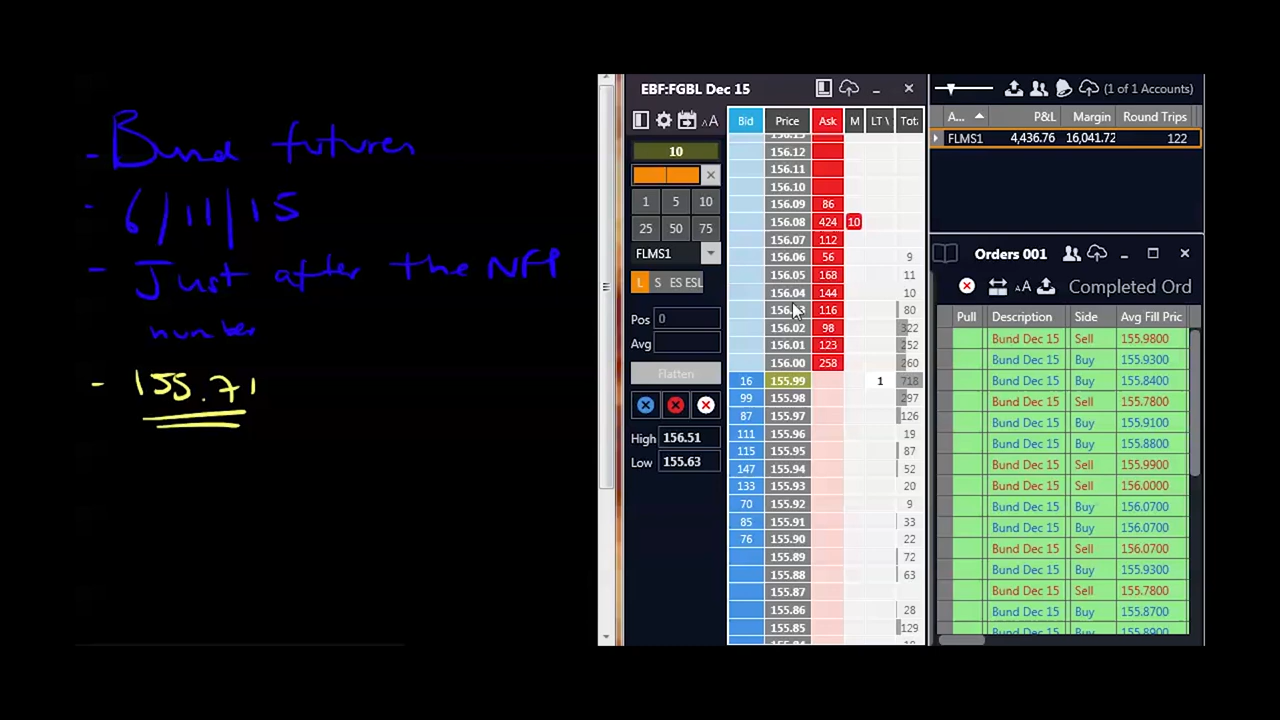 - Bund futures
- 6/11/15
- Just after the NFP
number
- 155.71
EBF:FGBL Dec 15
10
1 5 10
25 50 75
FLMS1
L S ES ESL
Pos 0
Avg
Flatten
High 156.51
Low 155.63
Bid Price Ask M LT V Tot
156.12
156.11
156.10
156.09 86
156.08 424 10
156.07 112
156.06 56 9
156.05 168 11
156.04 144 10
116 80
156.02 98 322
156.01 123 252
156.00 258 260
16 155.99 1 718
99 155.98 297
87 155.97 126
111 155.96 19
115 155.95 87
147 155.94 52
133 155.93 20
70 155.92 9
85 155.91 33
76 155.90 22
155.89 72
155.88 63
155.87
155.86 28
155.85 129
(1 of 1 Accounts)
A... P&L Margin Round Trips
FLMS1 4,436.76 16,041.72 122
Orders 001
AA Completed Ord
Pull Description Side Avg Fill Pric
Bund Dec 15 Sell 155.9800
Bund Dec 15 Buy 155.9300
Bund Dec 15 Buy 155.8400
Bund Dec 15 Sell 155.7800
Bund Dec 15 Buy 155.9100
Bund Dec 15 Buy 155.8800
Bund Dec 15 Sell 155.9900
Bund Dec 15 Sell 156.0000
Bund Dec 15 Buy 156.0700
Bund Dec 15 Buy 156.0700
Bund Dec 15 Sell 156.0700
Bund Dec 15 Buy 155.9300
Bund Dec 15 Sell 155.7800
Bund Dec 15 Buy 155.8700
Bund Dec 15 Buy 155.8900